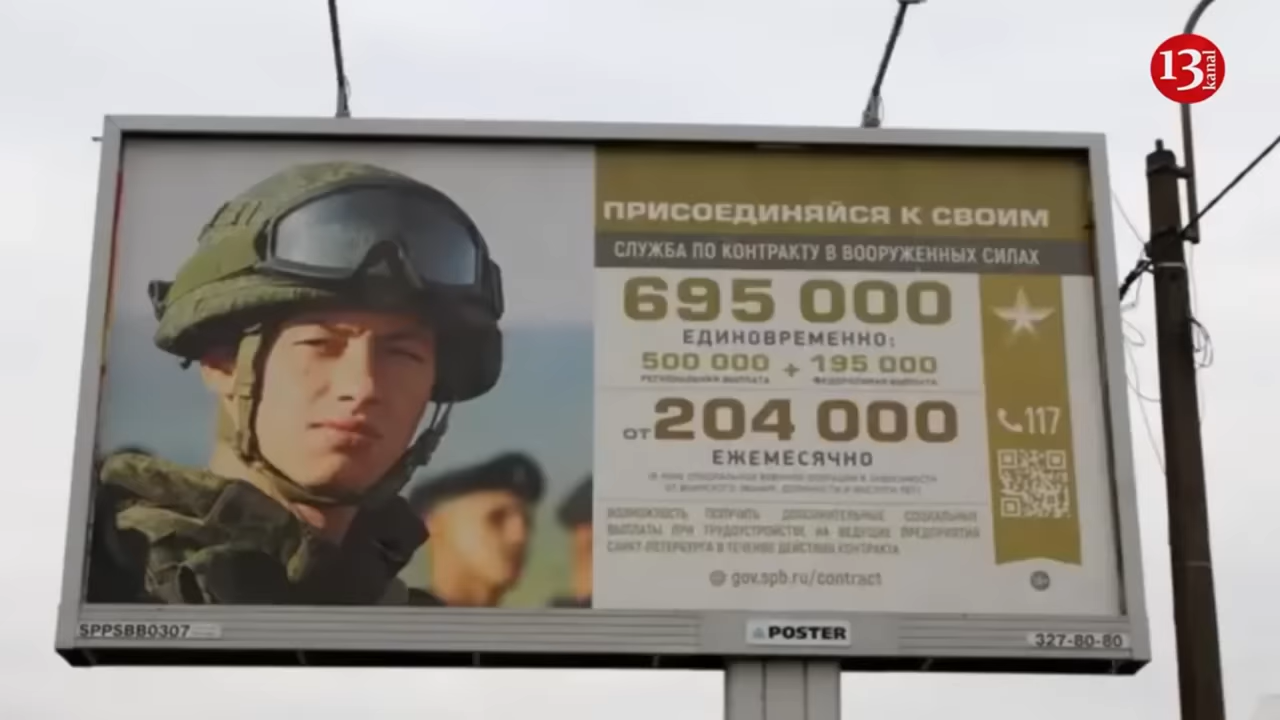 13 kanal
ПРИСОЕДИНЯЙСЯ К СВОИМ
СЛУЖБА ПО КОНТРАКТУ В ВООРУЖЕННЫХ СИЛАХ
695 000
ЕДИНОВРЕМЕННО:
500 000 + 195 000
РЕГИОНАЛЬНАЯ ВЫПЛАТА ФЕДЕРАЛЬНАЯ ВЫПЛАТА
ОТ 204 000
ЕЖЕМЕСЯЧНО
ВОЗМОЖНОСТЬ ПОЛУЧИТЬ ДОПОЛНИТЕЛЬНЫЕ СОЦИАЛЬНЫЕ
ВЫПЛАТЫ ПРИ ТРУДОУСТРОЙСТВЕ НА ВЕДУЩИЕ ПРЕДПРИЯТИЯ
САНКТ-ПЕТЕРБУРГА В ТЕЧЕНИЕ ДЕЙСТВИЯ КОНТРАКТА
gov.spb.ru/contract
117
SPPSBB0307
POSTER
327-80-80